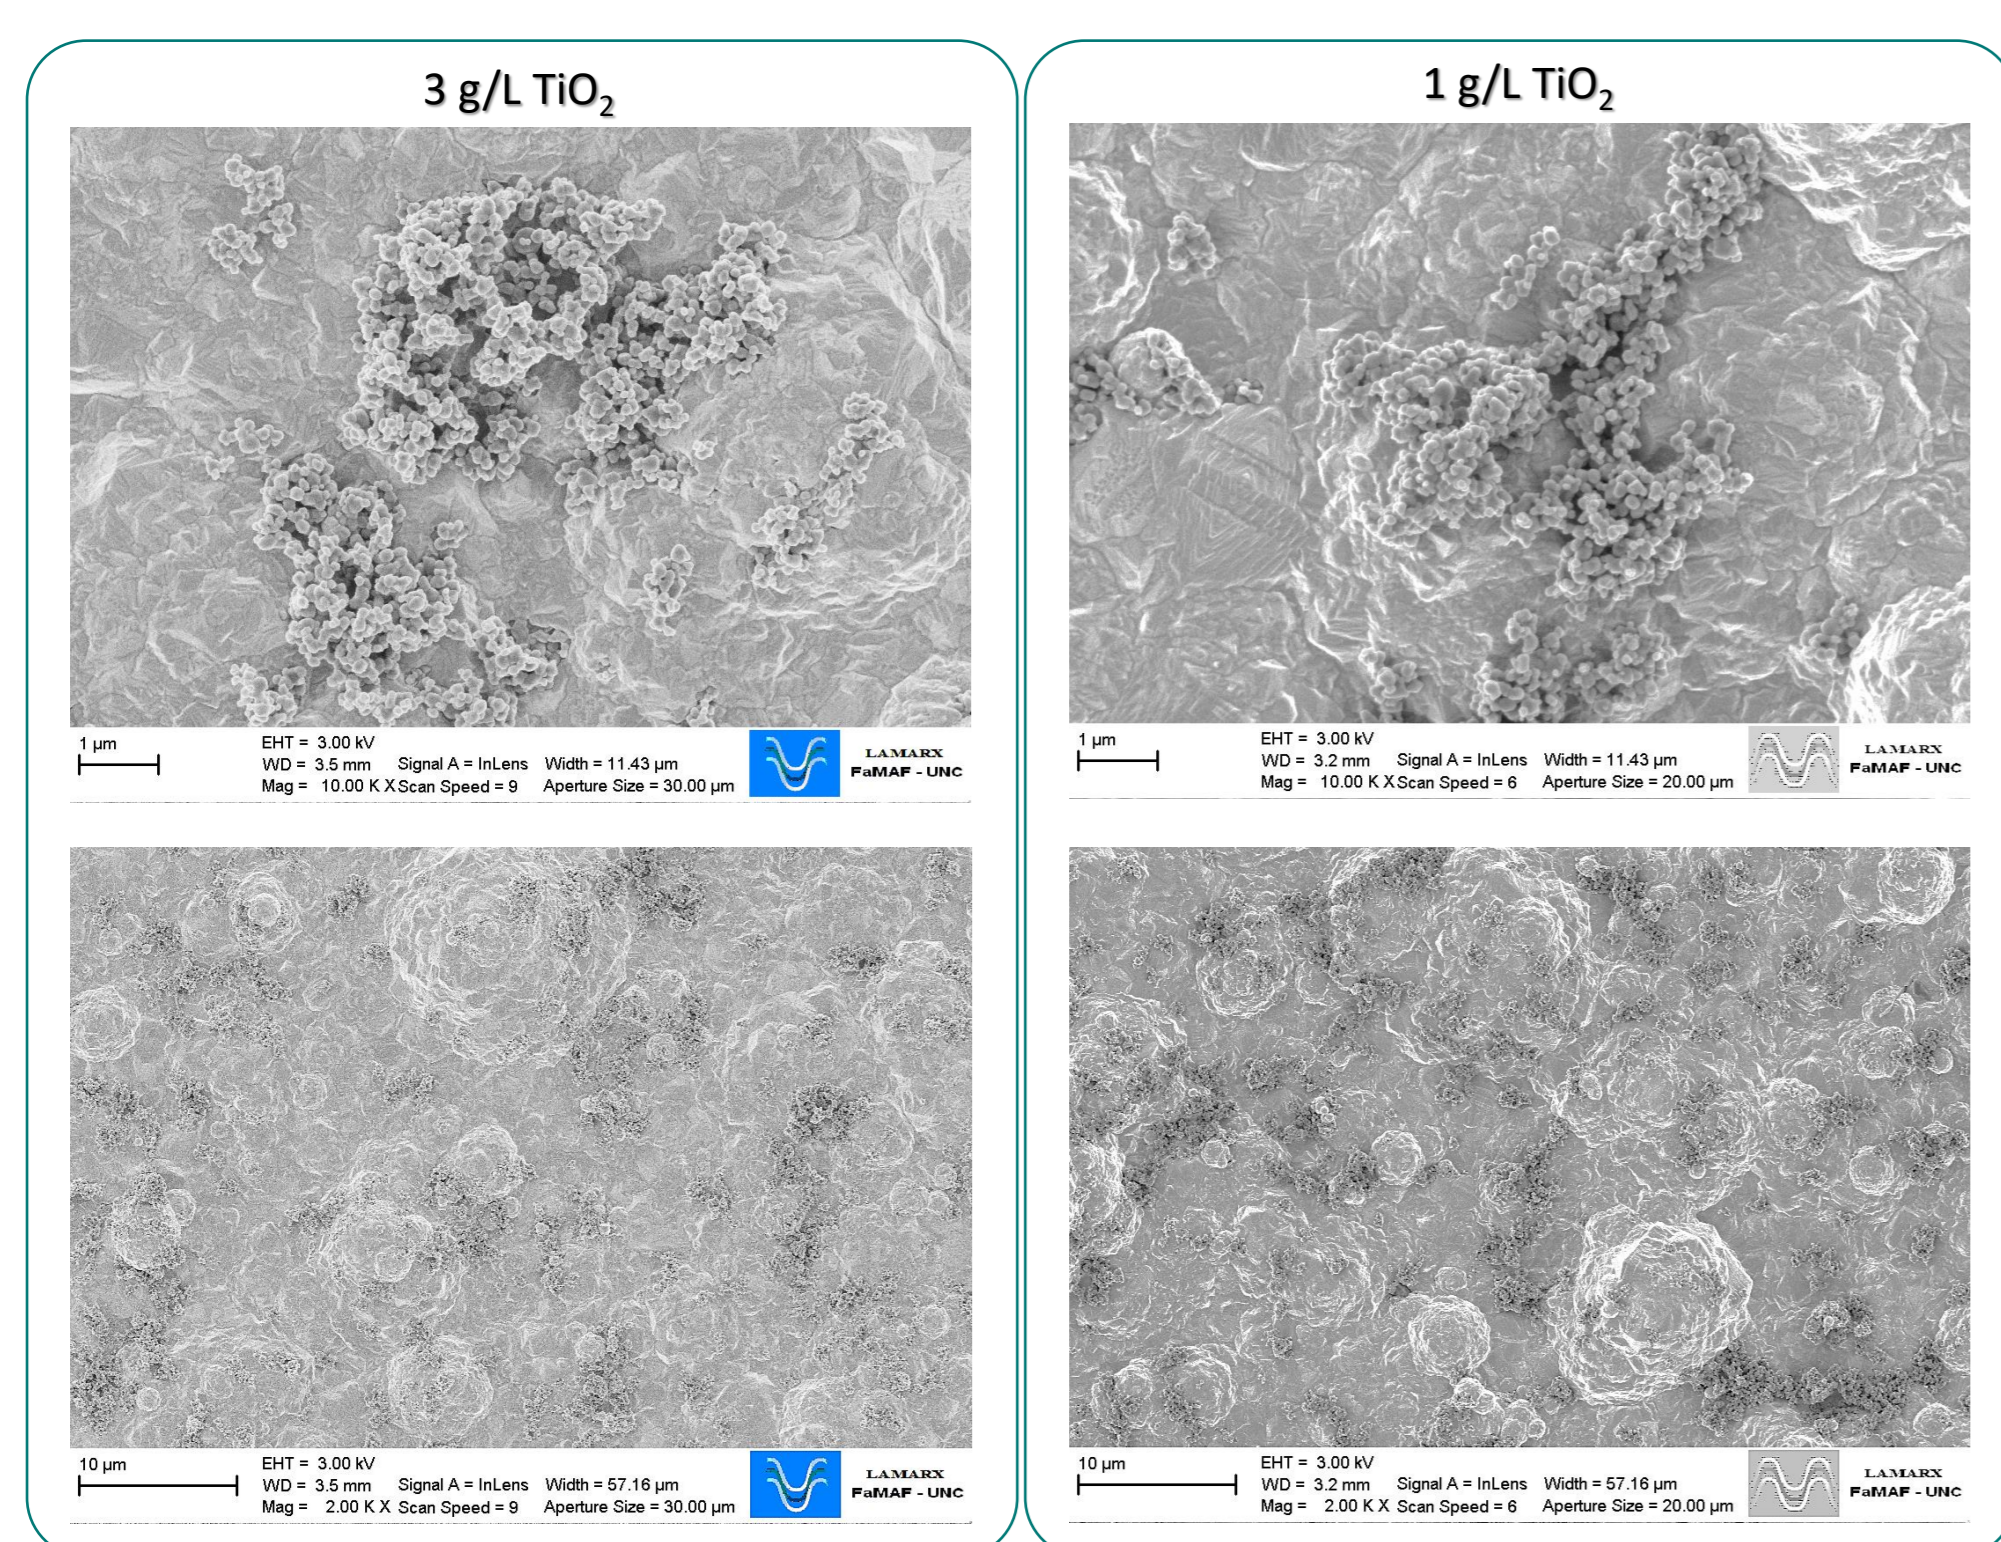 3 g/L TiO₂
1 µm
EHT = 3.00 kV
WD = 3.5 mm Signal A = InLens Width = 11.43 µm
Mag = 10.00 K X Scan Speed = 9 Aperture Size = 30.00 µm
LAMARX
FaMAF - UNC
10 µm
EHT = 3.00 kV
WD = 3.5 mm Signal A = InLens Width = 57.16 µm
Mag = 2.00 K X Scan Speed = 9 Aperture Size = 30.00 µm
LAMARX
FaMAF - UNC
1 g/L TiO₂
1 µm
EHT = 3.00 kV
WD = 3.2 mm Signal A = InLens Width = 11.43 µm
Mag = 10.00 K X Scan Speed = 6 Aperture Size = 20.00 µm
LAMARX
FaMAF - UNC
10 µm
EHT = 3.00 kV
WD = 3.2 mm Signal A = InLens Width = 57.16 µm
Mag = 2.00 K X Scan Speed = 6 Aperture Size = 20.00 µm
LAMARX
FaMAF - UNC